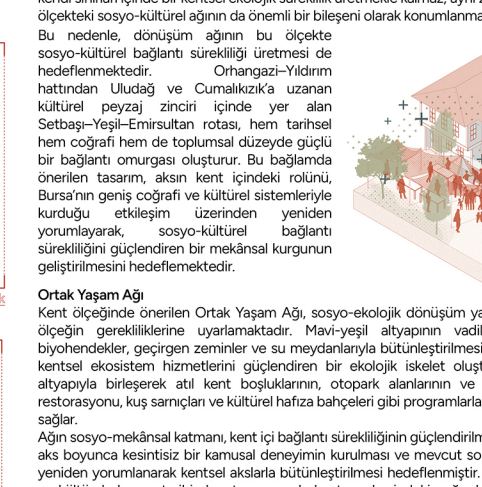 kendi sınırları içinde bir kentsel ekolojik süreklilik üretmekle kalmaz, aynı z
ölçekteki sosyo-kültürel ağının da önemli bir bileşeni olarak konumlanma
Bu nedenle, dönüşüm ağının bu ölçekte
sosyo-kültürel bağlantı sürekliliği üretmesi de
hedeflenmektedir. Orhangazi–Yıldırım
hattından Uludağ ve Cumalıkızık’a uzanan
kültürel peyzaj zinciri içinde yer alan
Setbaşı–Yeşil–Emirsultan rotası, hem tarihsel
hem coğrafi hem de toplumsal düzeyde güçlü
bir bağlantı omurgası oluşturur. Bu bağlamda
önerilen tasarım, aksın kent içindeki rolünü,
Bursa’nın geniş coğrafi ve kültürel sistemleriyle
kurduğu etkileşim üzerinden yeniden
yorumlayarak, sosyo-kültürel bağlantı
sürekliliğini güçlendiren bir mekânsal kurgunun
geliştirilmesini hedeflemektedir.
k
Ortak Yaşam Ağı
Kent ölçeğinde önerilen Ortak Yaşam Ağı, sosyo-ekolojik dönüşüm ya
ölçeğin gerekliliklerine uyarlamaktadır. Mavi-yeşil altyapının vadi
biyohendekler, geçirgen zeminler ve su meydanlarıyla bütünleştirilmesi
kentsel ekosistem hizmetlerini güçlendiren bir ekolojik iskelet oluşt
altyapıyla birleşerek atıl kent boşluklarının, otopark alanlarının ve
restorasyonu, kuş sarnıçları ve kültürel hafıza bahçeleri gibi programlarla
sağlar.
Ağın sosyo-mekânsal katmanı, kent içi bağlantı sürekliliğinin güçlendirilm
aks boyunca kesintisiz bir kamusal deneyimin kurulması ve mevcut so
yeniden yorumlanarak kentsel akslarla bütünleştirilmesi hedeflenmiştir.